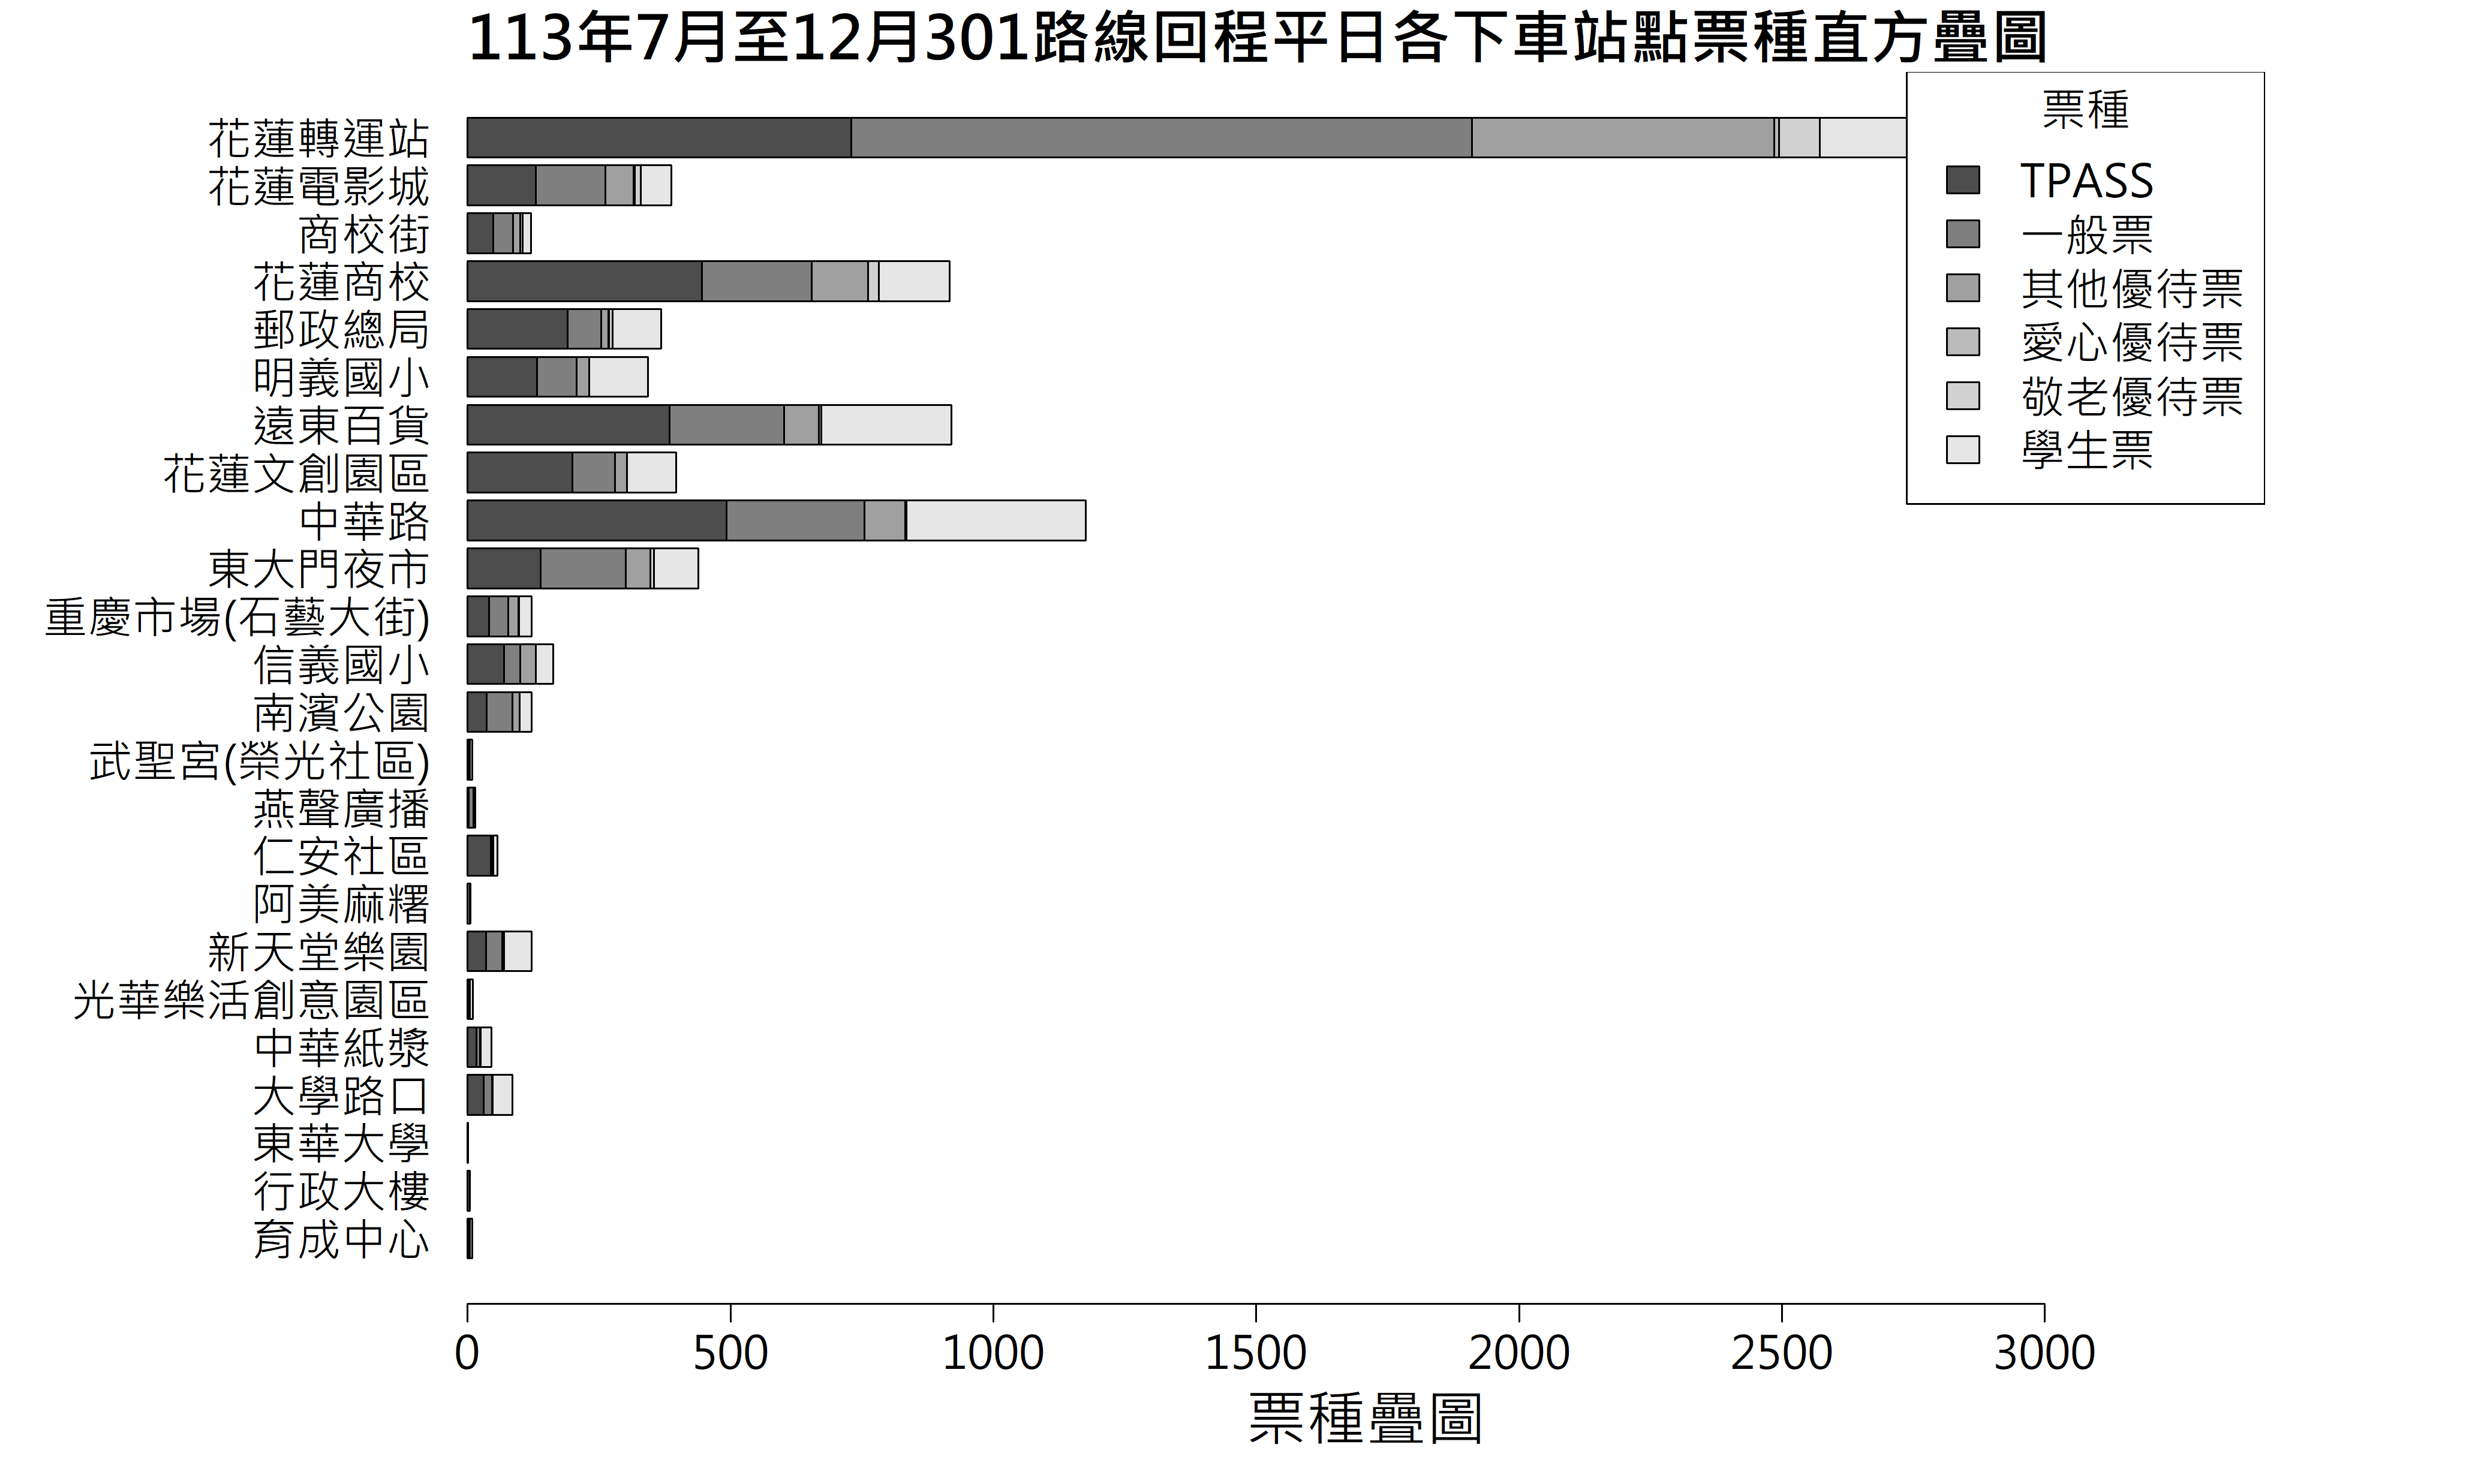 113年7月至12月301路線回程平日各下車站點票種直方疊圖
票種
TPASS
一般票
其他優待票
愛心優待票
敬老優待票
學生票
花蓮轉運站
花蓮電影城
商校街
花蓮商校
郵政總局
明義國小
遠東百貨
花蓮文創園區
中華路
東大門夜市
重慶市場(石藝大街)
信義國小
南濱公園
武聖宮(榮光社區)
燕聲廣播
仁安社區
阿美麻糬
新天堂樂園
光華樂活創意園區
中華紙漿
大學路口
東華大學
行政大樓
育成中心
0 500 1000 1500 2000 2500 3000
票種疊圖